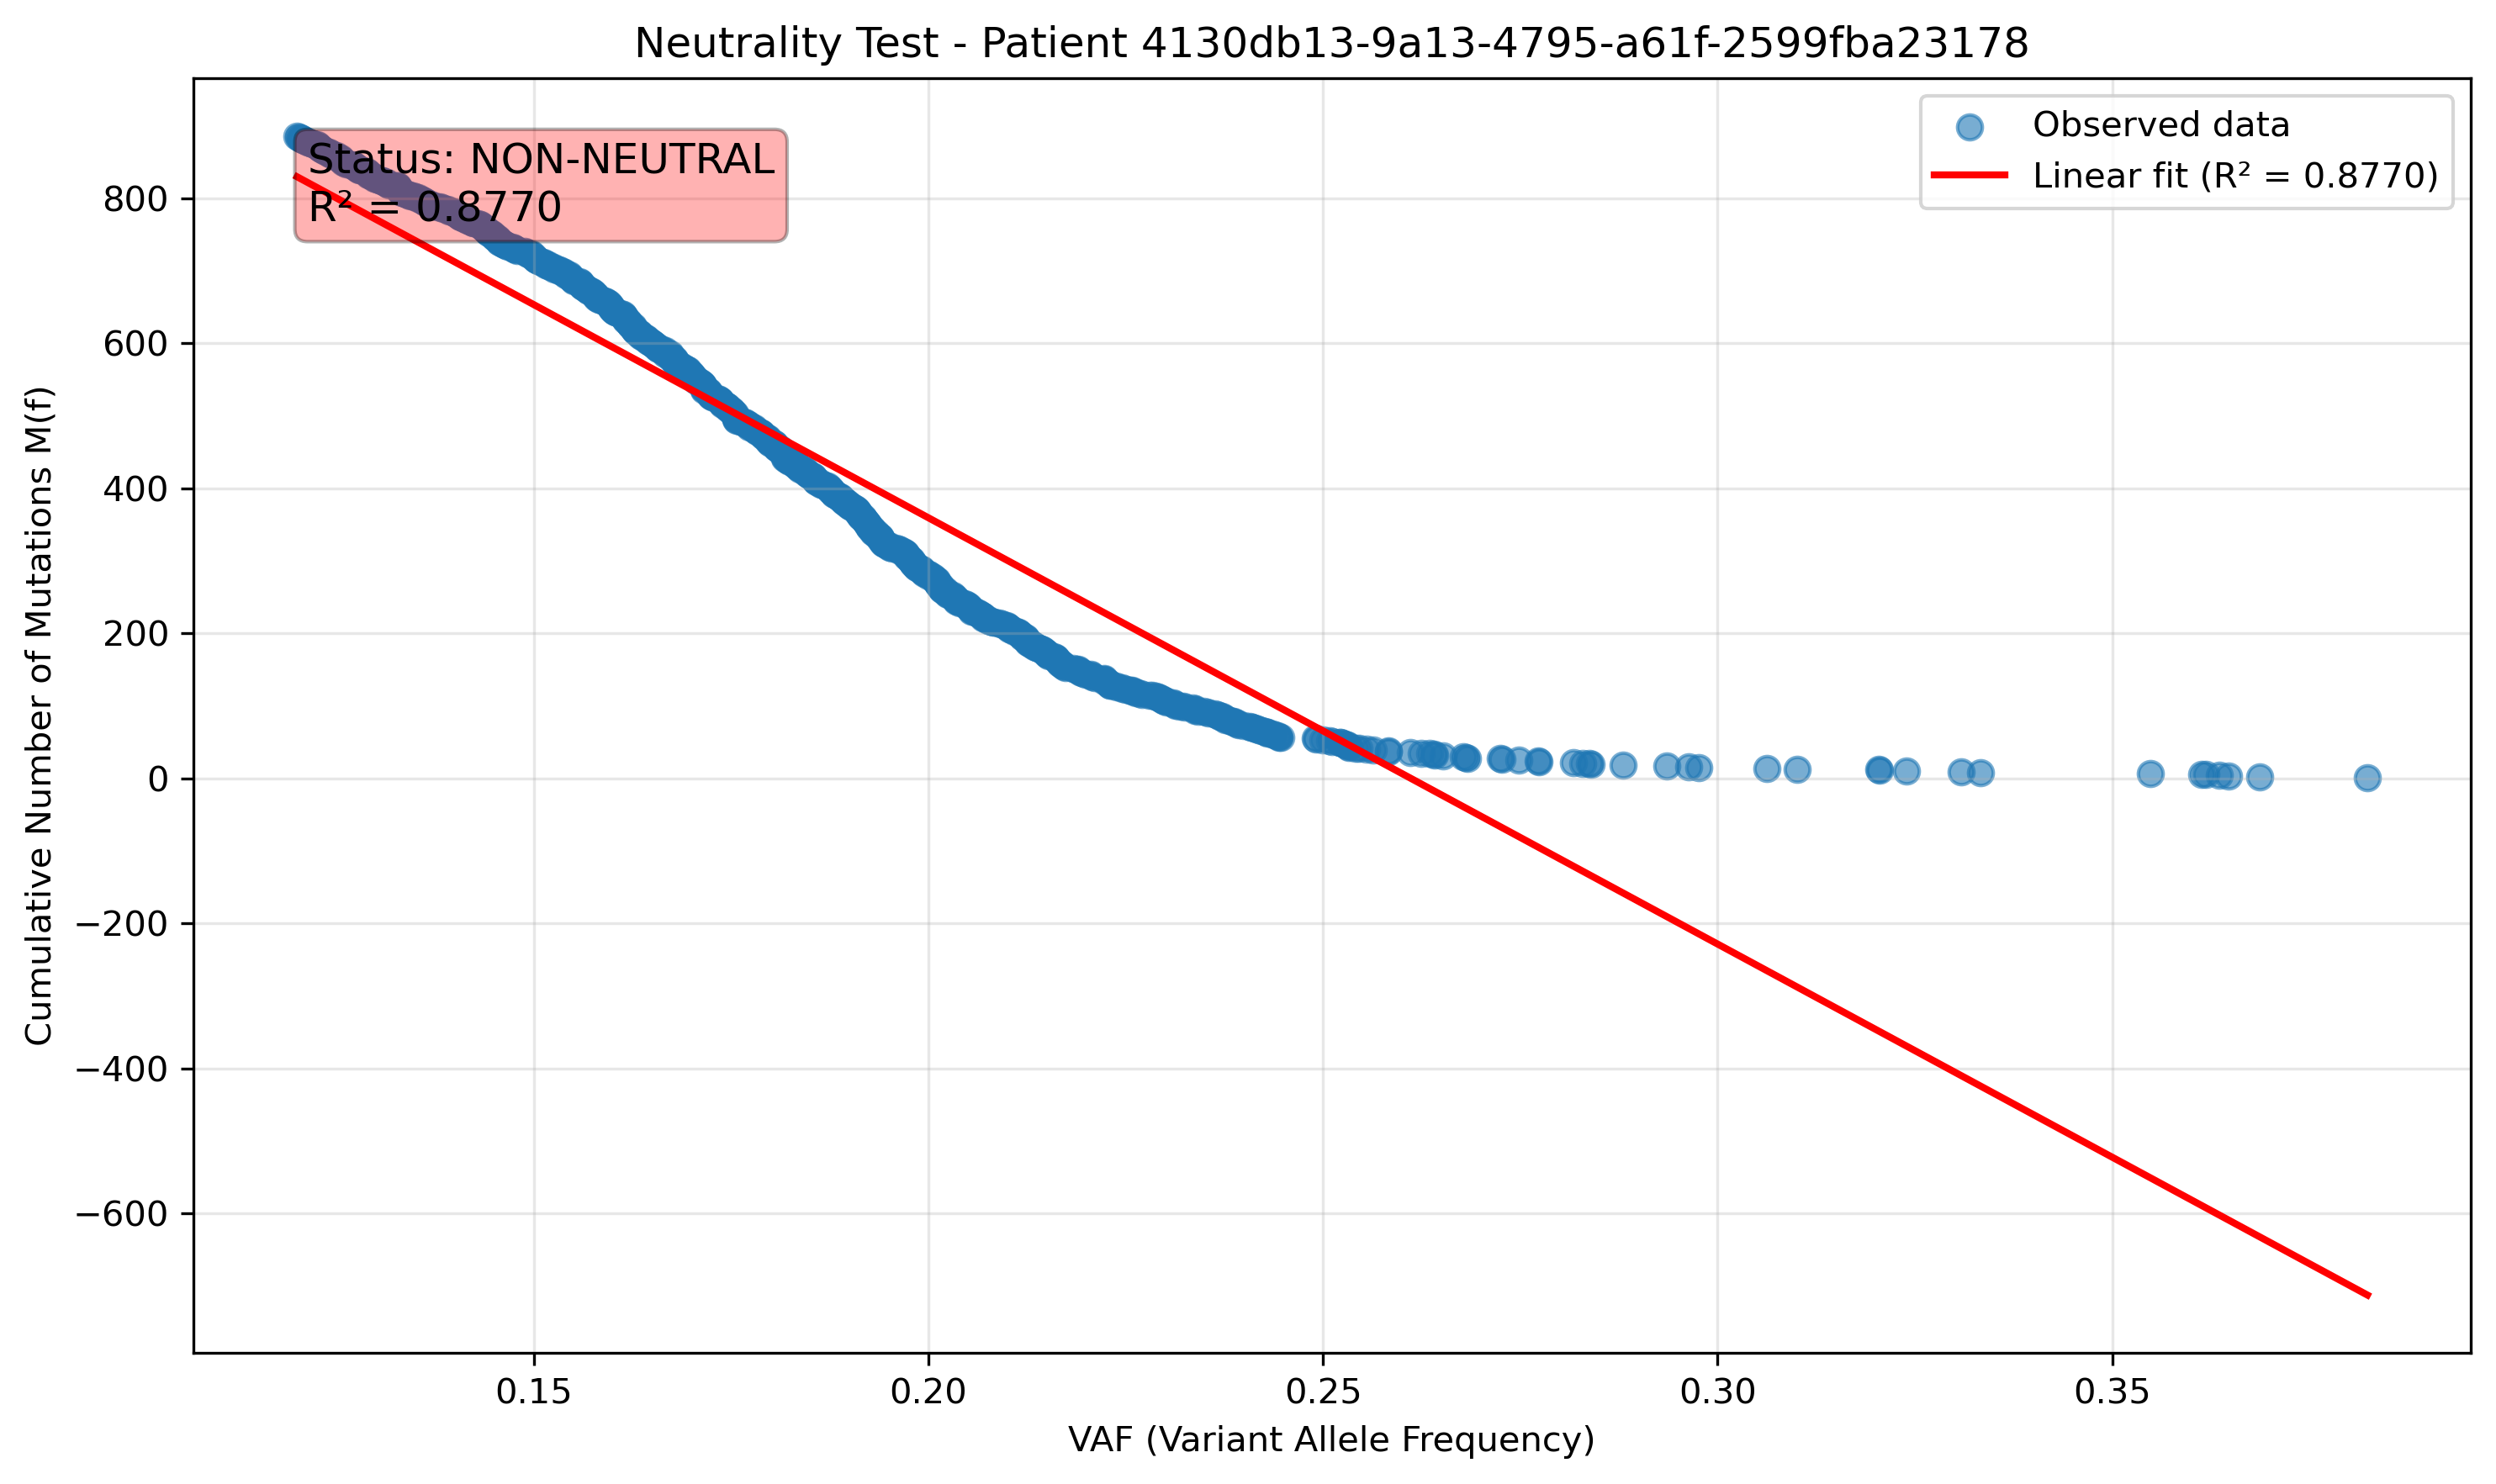 Neutrality Test - Patient 4130db13-9a13-4795-a61f-2599fba23178
Status: NON-NEUTRAL
R² = 0.8770
Observed data
Linear fit (R² = 0.8770)
Cumulative Number of Mutations M(f)
800
600
400
200
0
−200
−400
−600
0.15
0.20
0.25
0.30
0.35
VAF (Variant Allele Frequency)